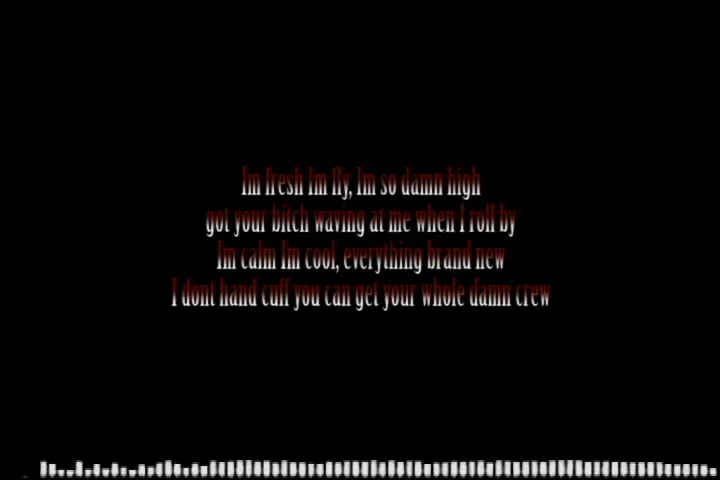 Im fresh Im fly, Im so damn high
got your bitch waving at me when I roll by
Im calm Im cool, everything brand new
I dont hand cuff you can get your whole damn crew